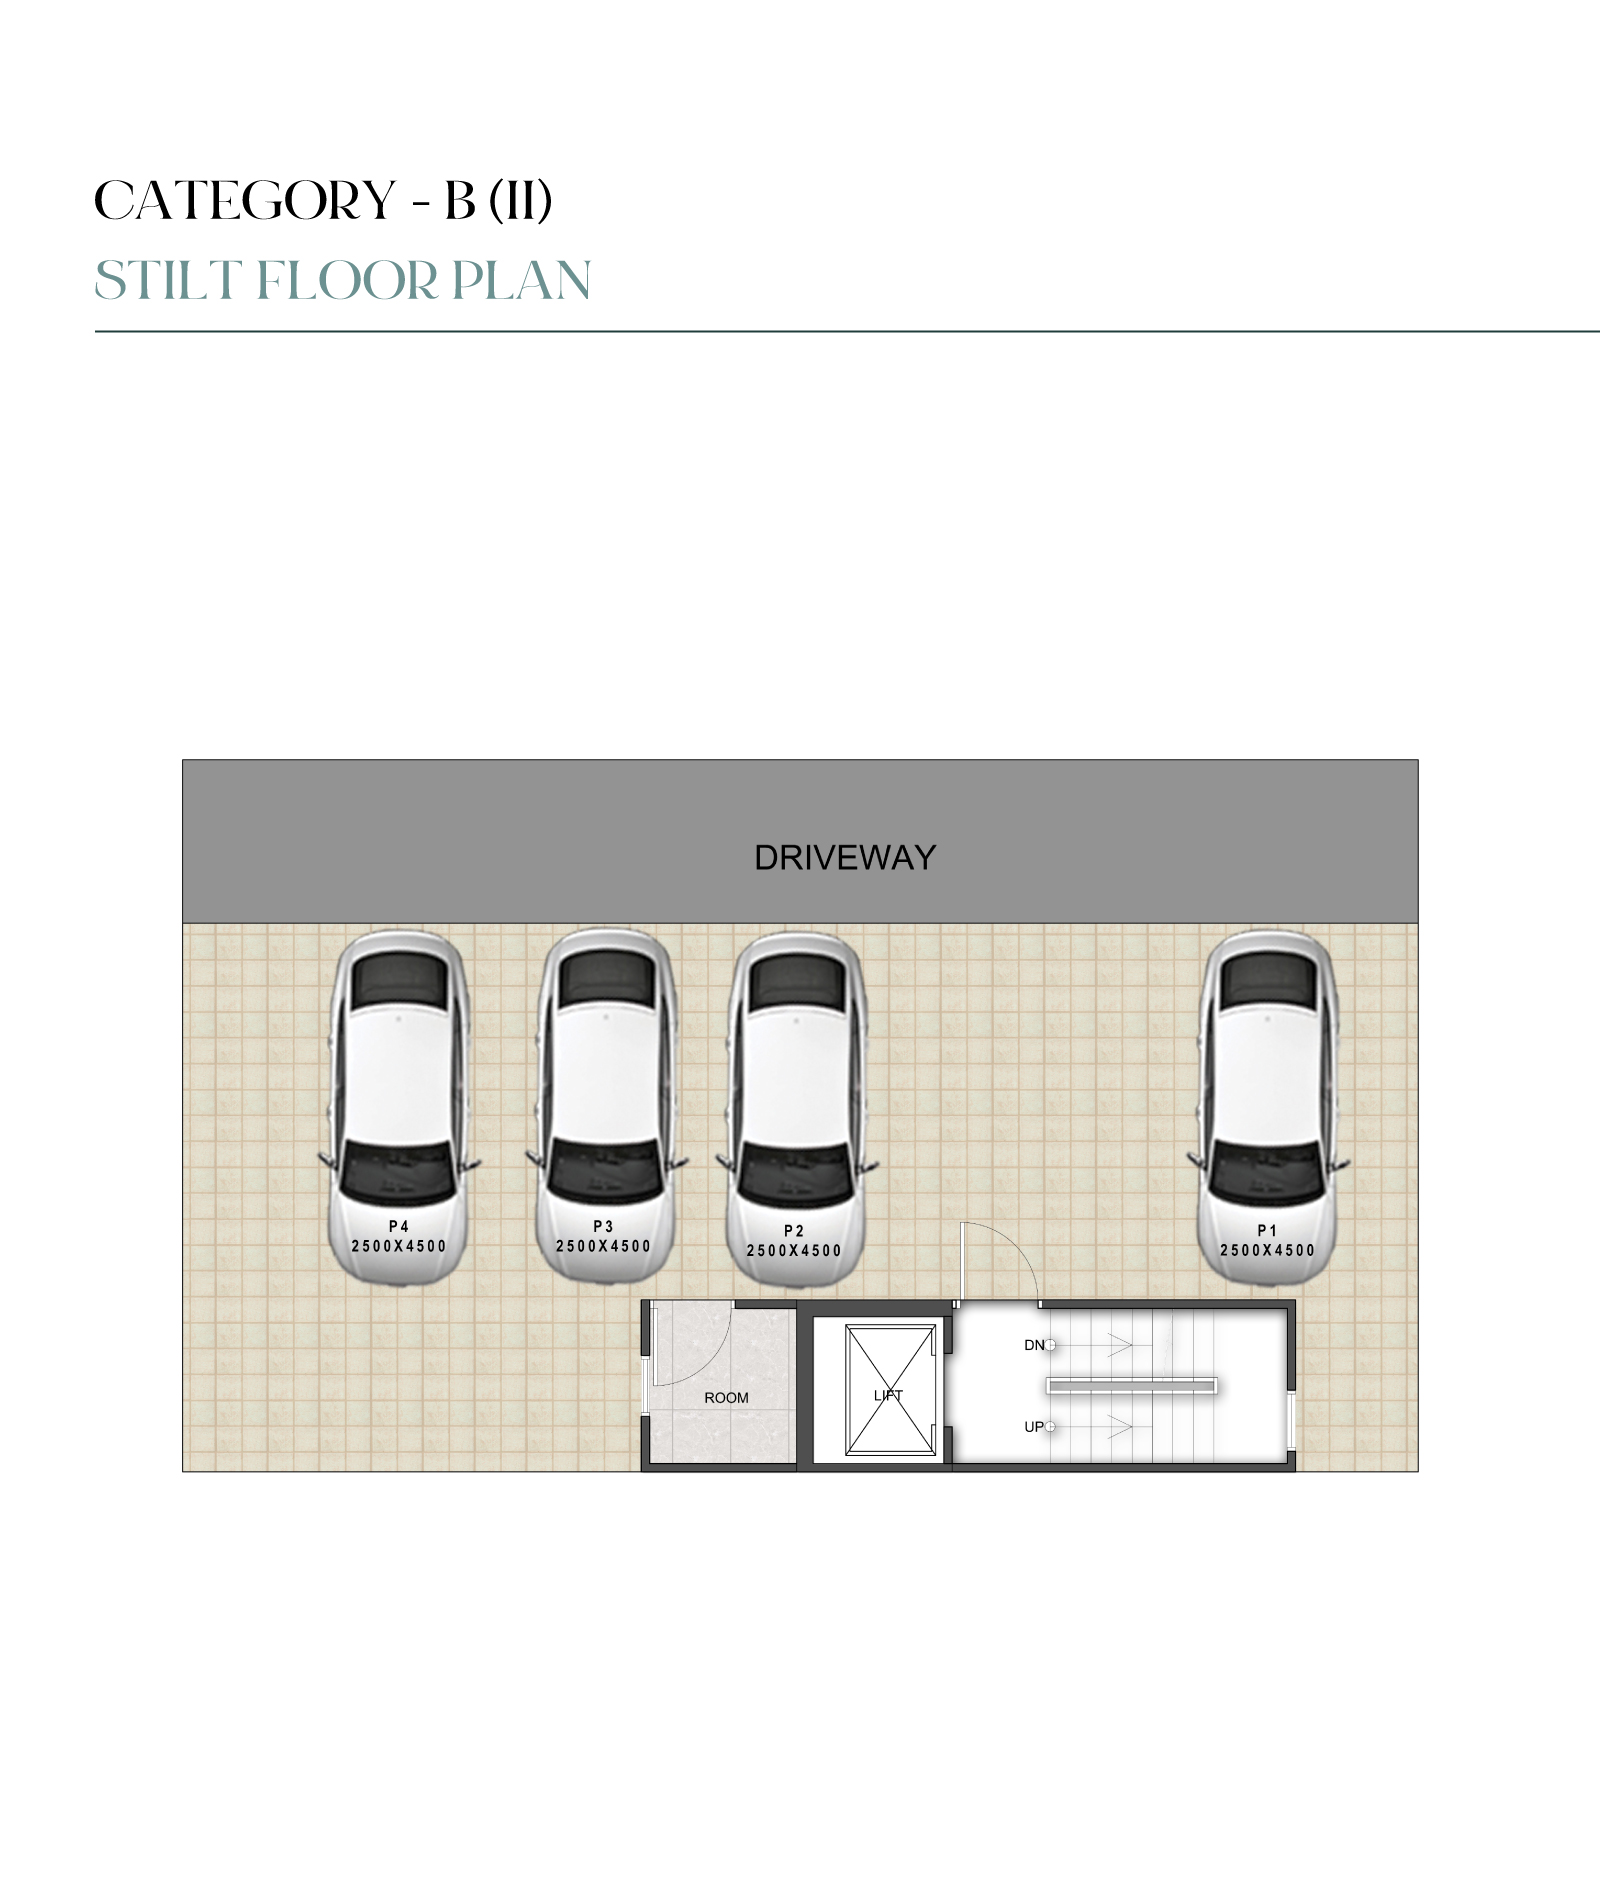 CATEGORY - B (II)
STILT FLOOR PLAN
DRIVEWAY
P4
2500X4500
P3
2500X4500
P2
2500X4500
P1
2500X4500
DN
ROOM
LIFT
UP